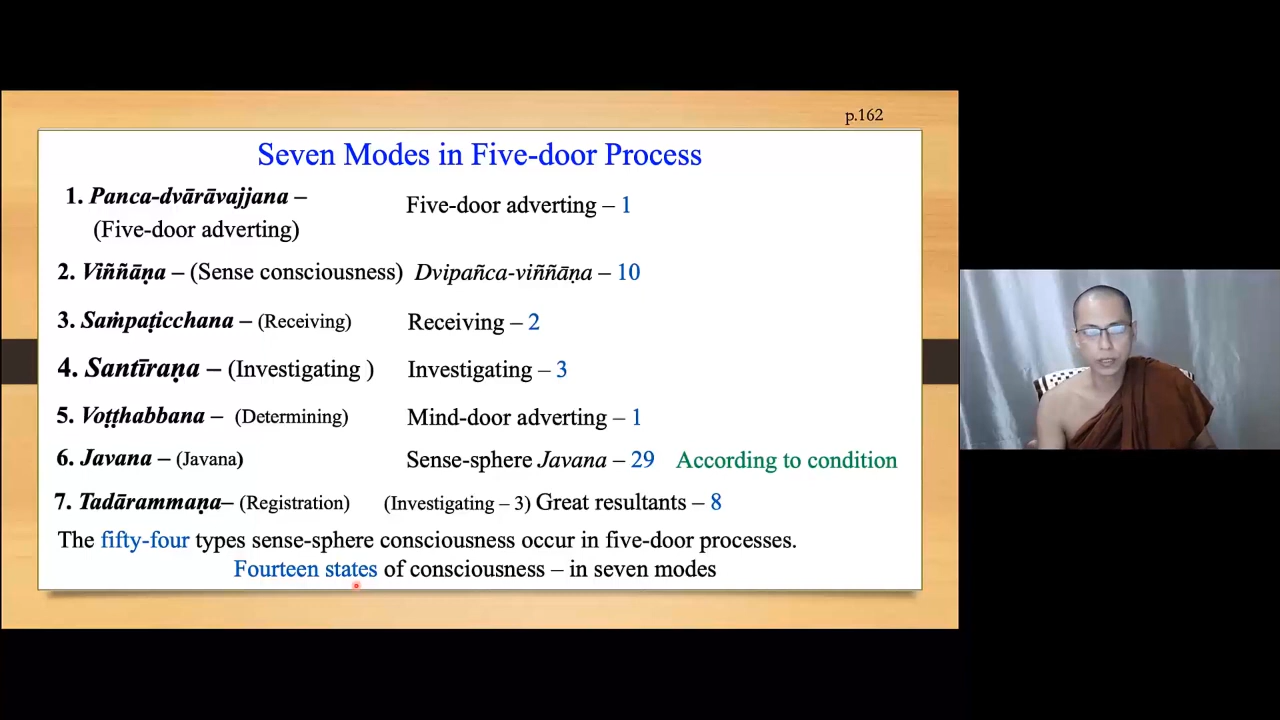 p.162
Seven Modes in Five-door Process
1. Panca-dvārāvajjana – Five-door adverting – 1
(Five-door adverting)
2. Viññāṇa – (Sense consciousness) Dvipañca-viññāṇa – 10
3. Saṁpaṭicchana – (Receiving) Receiving – 2
4. Santīraṇa – (Investigating ) Investigating – 3
5. Voṭṭhabbana – (Determining) Mind-door adverting – 1
6. Javana – (Javana) Sense-sphere Javana – 29 According to condition
7. Tadārammaṇa– (Registration) (Investigating – 3) Great resultants – 8
The fifty-four types sense-sphere consciousness occur in five-door processes.
Fourteen states of consciousness – in seven modes